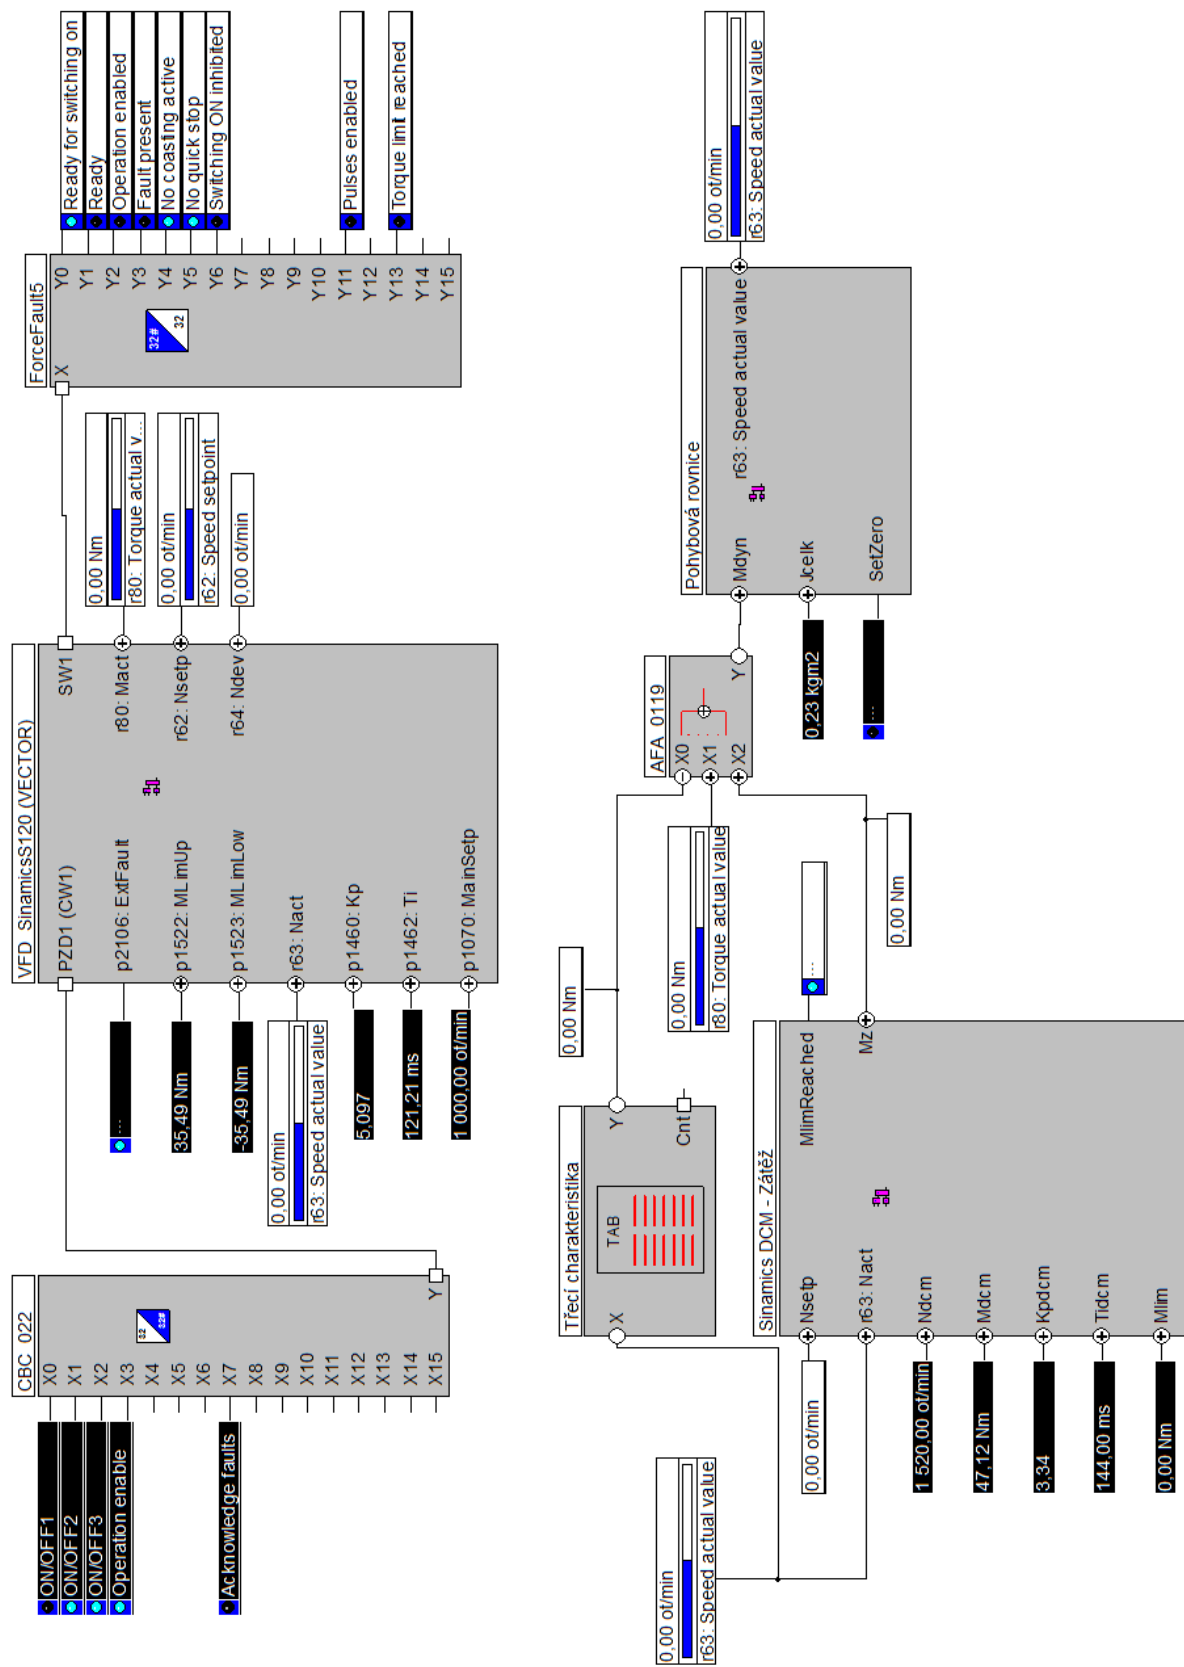 CBC_022
ON/OFF1
ON/OFF2
ON/OFF3
Operation enable
Acknowledge faults
X0
X1
X2
X3
X4
X5
X6
X7
X8
X9
X10
X11
X12
X13
X14
X15
32
32#
Y
VFD_SinamicsS120 (VECTOR)
PZD1 (CW1)
p2106: ExtFault
p1522: MLimUp
p1523: MLimLow
r63: Nact
p1460: Kp
p1462: Ti
p1070: MainSetp
---
35,49 Nm
-35,49 Nm
0,00 ot/min
r63: Speed actual value
5,097
121,21 ms
1 000,00 ot/min
SW1
r80: Mact
r62: Nsetp
r64: Ndev
0,00 Nm
r80: Torque actual v...
0,00 ot/min
r62: Speed setpoint
0,00 ot/min
ForceFault5
X
32#
32
Y0
Y1
Y2
Y3
Y4
Y5
Y6
Y7
Y8
Y9
Y10
Y11
Y12
Y13
Y14
Y15
Ready for switching on
Ready
Operation enabled
Fault present
No coasting active
No quick stop
Switching ON inhibited
Pulses enabled
Torque limit reached
0,00 ot/min
r63: Speed actual value
Třecí charakteristika
X
TAB
Y
Cnt
0,00 Nm
Sinamics DCM - Zátěž
Nsetp
r63: Nact
Ndcm
Mdcm
Kpdcm
Tidcm
Mlim
0,00 ot/min
1 520,00 ot/min
47,12 Nm
3,34
144,00 ms
0,00 Nm
MlimReached
Mz
---
0,00 Nm
0,00 Nm
r80: Torque actual value
AFA_0119
X0
X1
X2
Y
Pohybová rovnice
Mdyn
Jcelk
SetZero
r63: Speed actual value
0,23 kgm2
---
0,00 ot/min
r63: Speed actual value